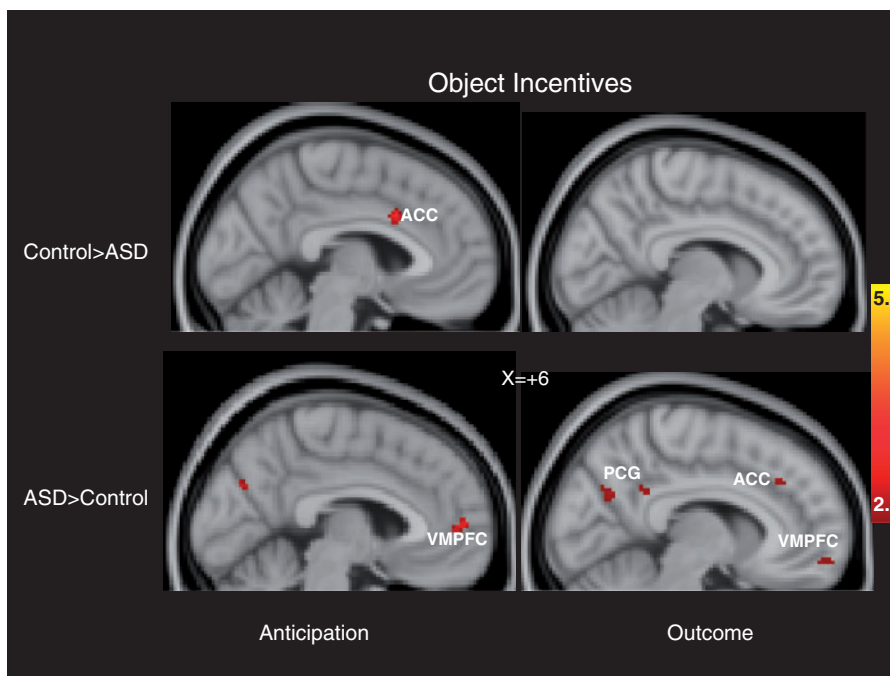 Object Incentives
Control>ASD
ACC
5.
X=+6
ASD>Control
VMPFC
PCG
ACC
VMPFC
2.
Anticipation
Outcome